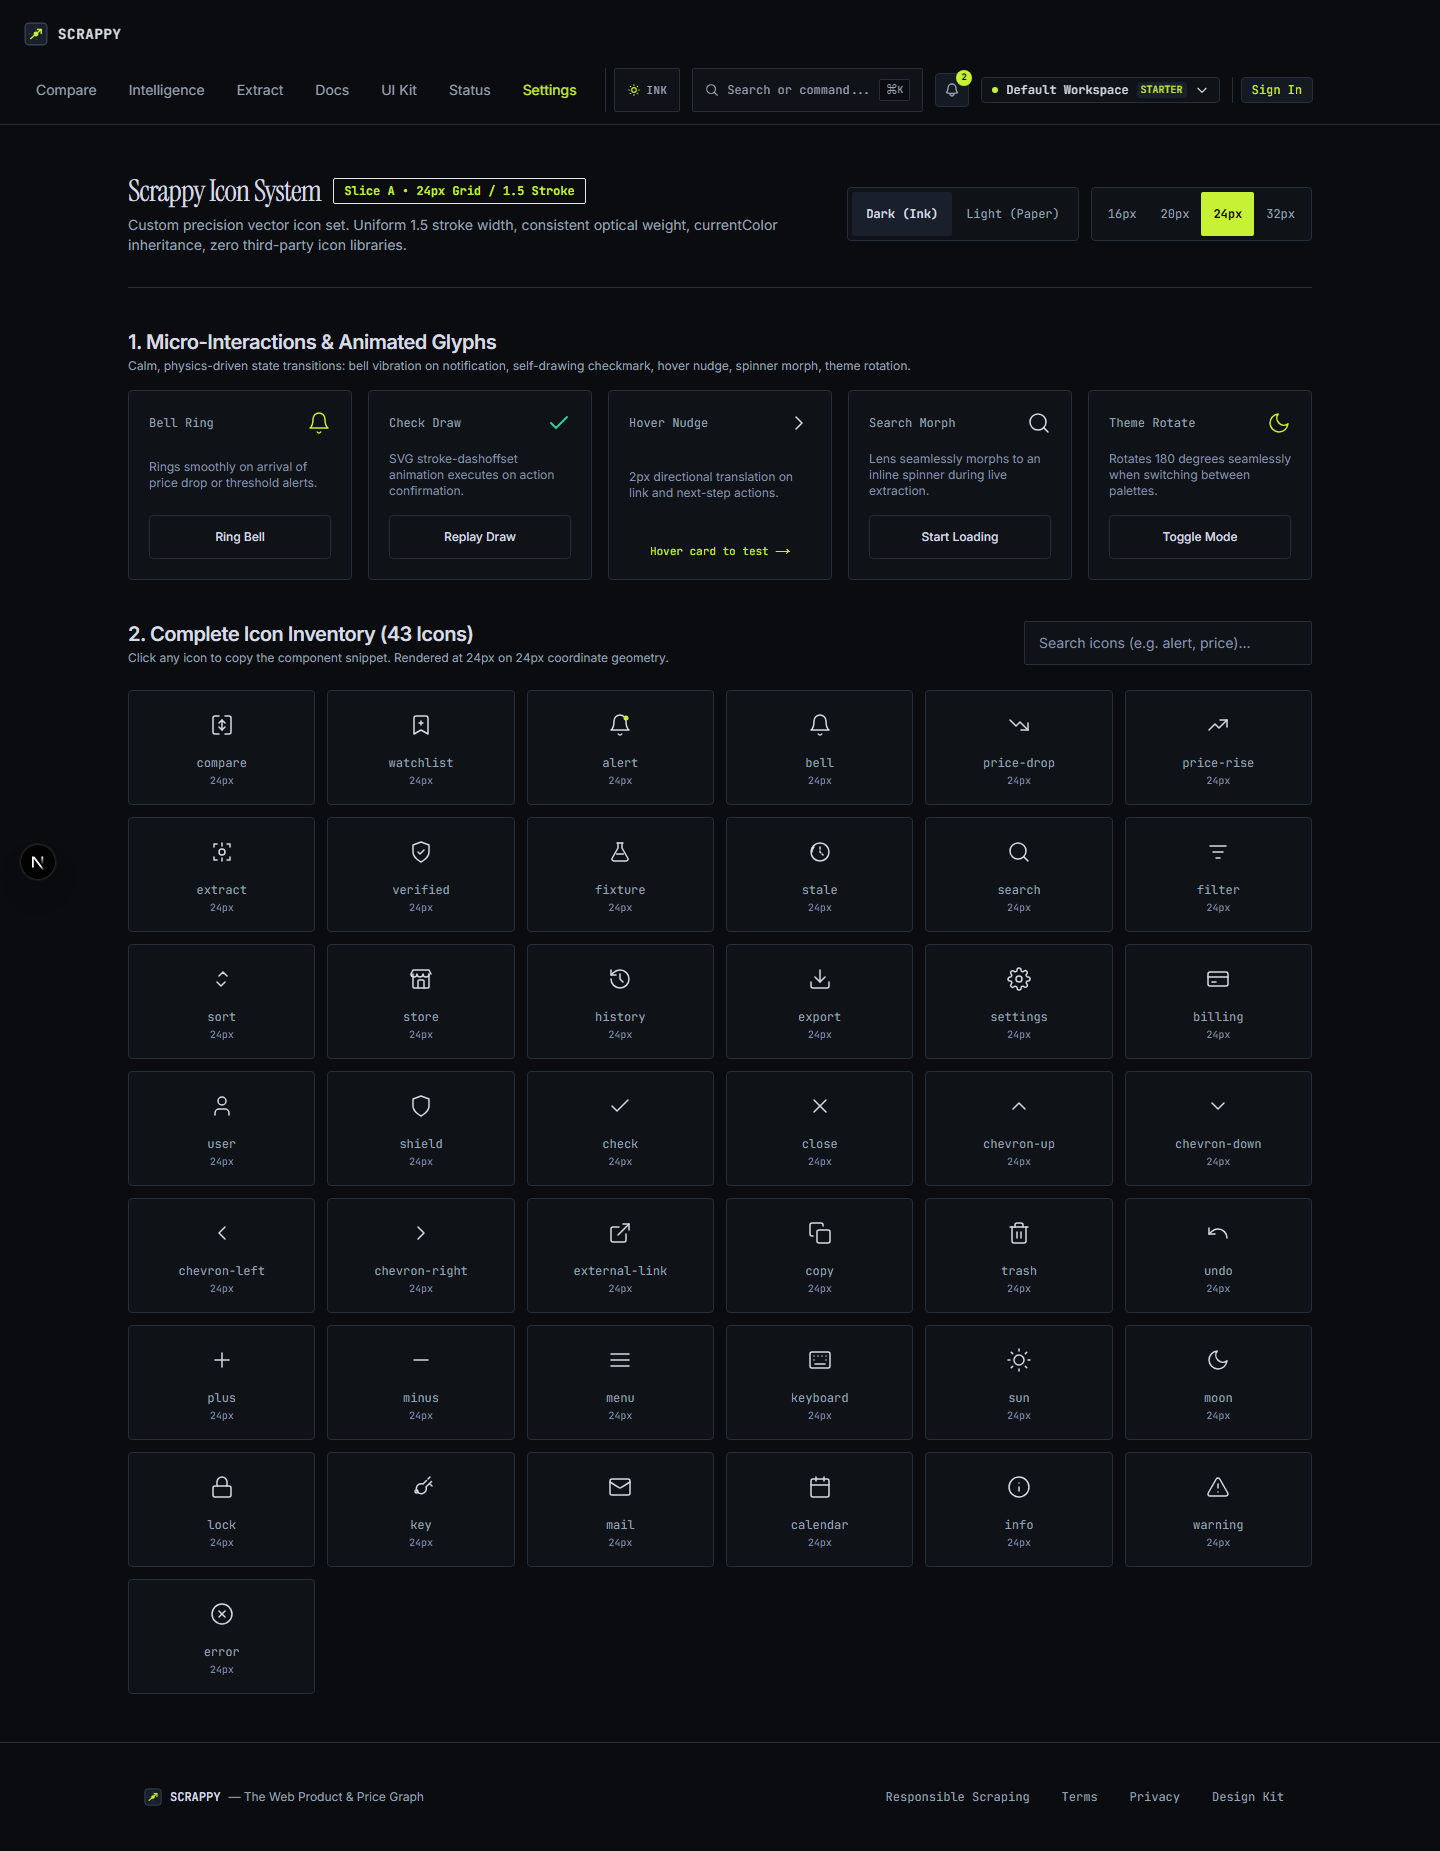 SCRAPPY
Compare Intelligence Extract Docs UI Kit Status Settings INK Search or command... ⌘K 2 Default Workspace STARTER Sign In
Scrappy Icon System Slice A • 24px Grid / 1.5 Stroke
Custom precision vector icon set. Uniform 1.5 stroke width, consistent optical weight, currentColor
inheritance, zero third-party icon libraries.
Dark (Ink) Light (Paper) 16px 20px 24px 32px
1. Micro-Interactions & Animated Glyphs
Calm, physics-driven state transitions: bell vibration on notification, self-drawing checkmark, hover nudge, spinner morph, theme rotation.
Bell Ring
Rings smoothly on arrival of
price drop or threshold alerts.
Ring Bell
Check Draw
SVG stroke-dashoffset
animation executes on action
confirmation.
Replay Draw
Hover Nudge
2px directional translation on
link and next-step actions.
Hover card to test →
Search Morph
Lens seamlessly morphs to an
inline spinner during live
extraction.
Start Loading
Theme Rotate
Rotates 180 degrees seamlessly
when switching between
palettes.
Toggle Mode
2. Complete Icon Inventory (43 Icons)
Click any icon to copy the component snippet. Rendered at 24px on 24px coordinate geometry.
Search icons (e.g. alert, price)...
compare watchlist alert bell price-drop price-rise
24px 24px 24px 24px 24px 24px
extract verified fixture stale search filter
24px 24px 24px 24px 24px 24px
sort store history export settings billing
24px 24px 24px 24px 24px 24px
user shield check close chevron-up chevron-down
24px 24px 24px 24px 24px 24px
chevron-left chevron-right external-link copy trash undo
24px 24px 24px 24px 24px 24px
plus minus menu keyboard sun moon
24px 24px 24px 24px 24px 24px
lock key mail calendar info warning
24px 24px 24px 24px 24px 24px
error
24px
N
SCRAPPY — The Web Product & Price Graph
Responsible Scraping Terms Privacy Design Kit